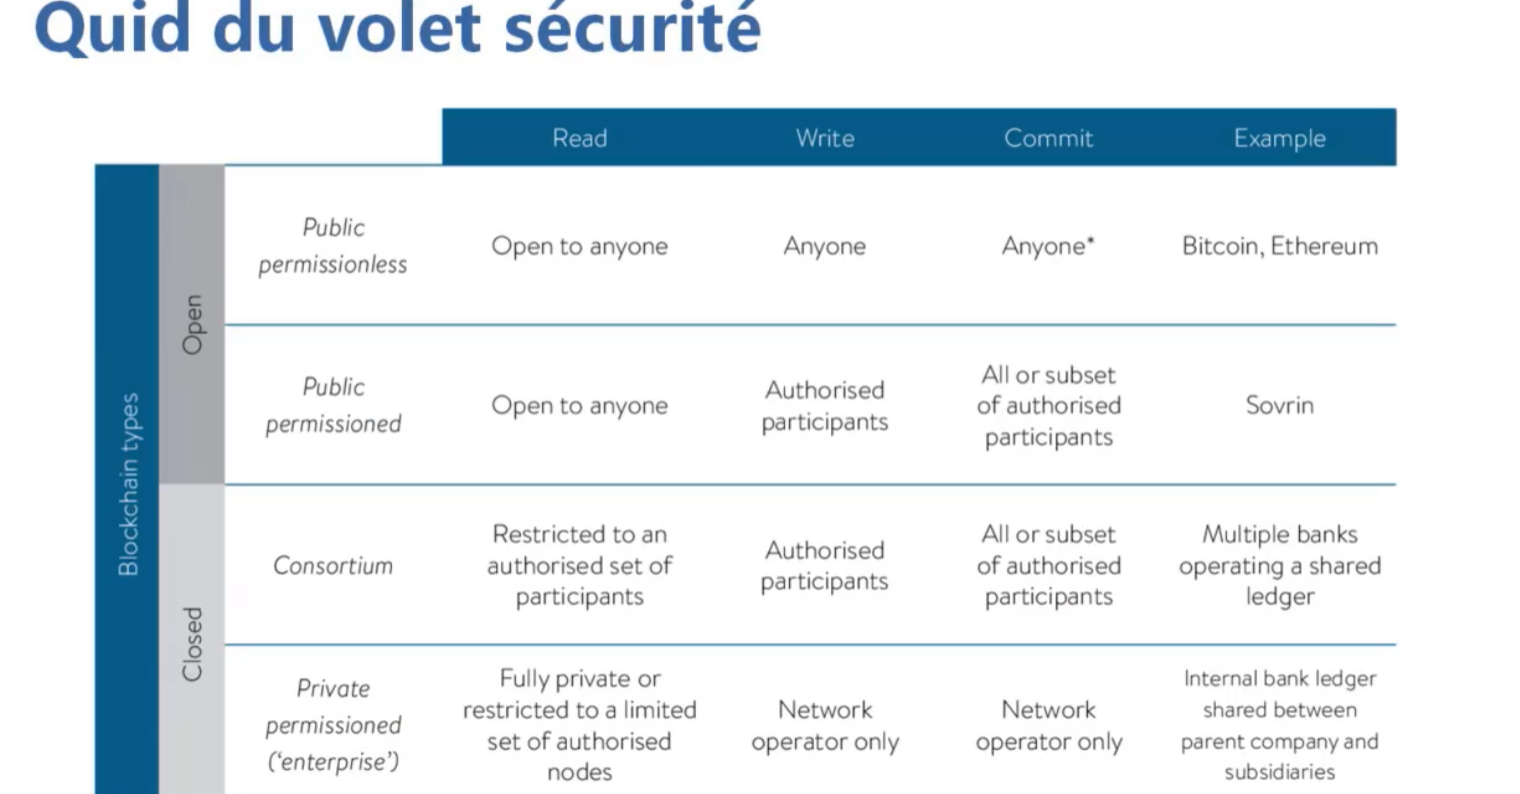 Quid du volet sécurité
Read Write Commit Example
Blockchain types
Open
Public
permissionless
Open to anyone
Anyone
Anyone*
Bitcoin, Ethereum
Public
permissioned
Open to anyone
Authorised
participants
All or subset
of authorised
participants
Sovrin
Closed
Consortium
Restricted to an
authorised set of
participants
Authorised
participants
All or subset
of authorised
participants
Multiple banks
operating a shared
ledger
Private
permissioned
(‘enterprise’)
Fully private or
restricted to a limited
set of authorised
nodes
Network
operator only
Network
operator only
Internal bank ledger
shared between
parent company and
subsidiaries